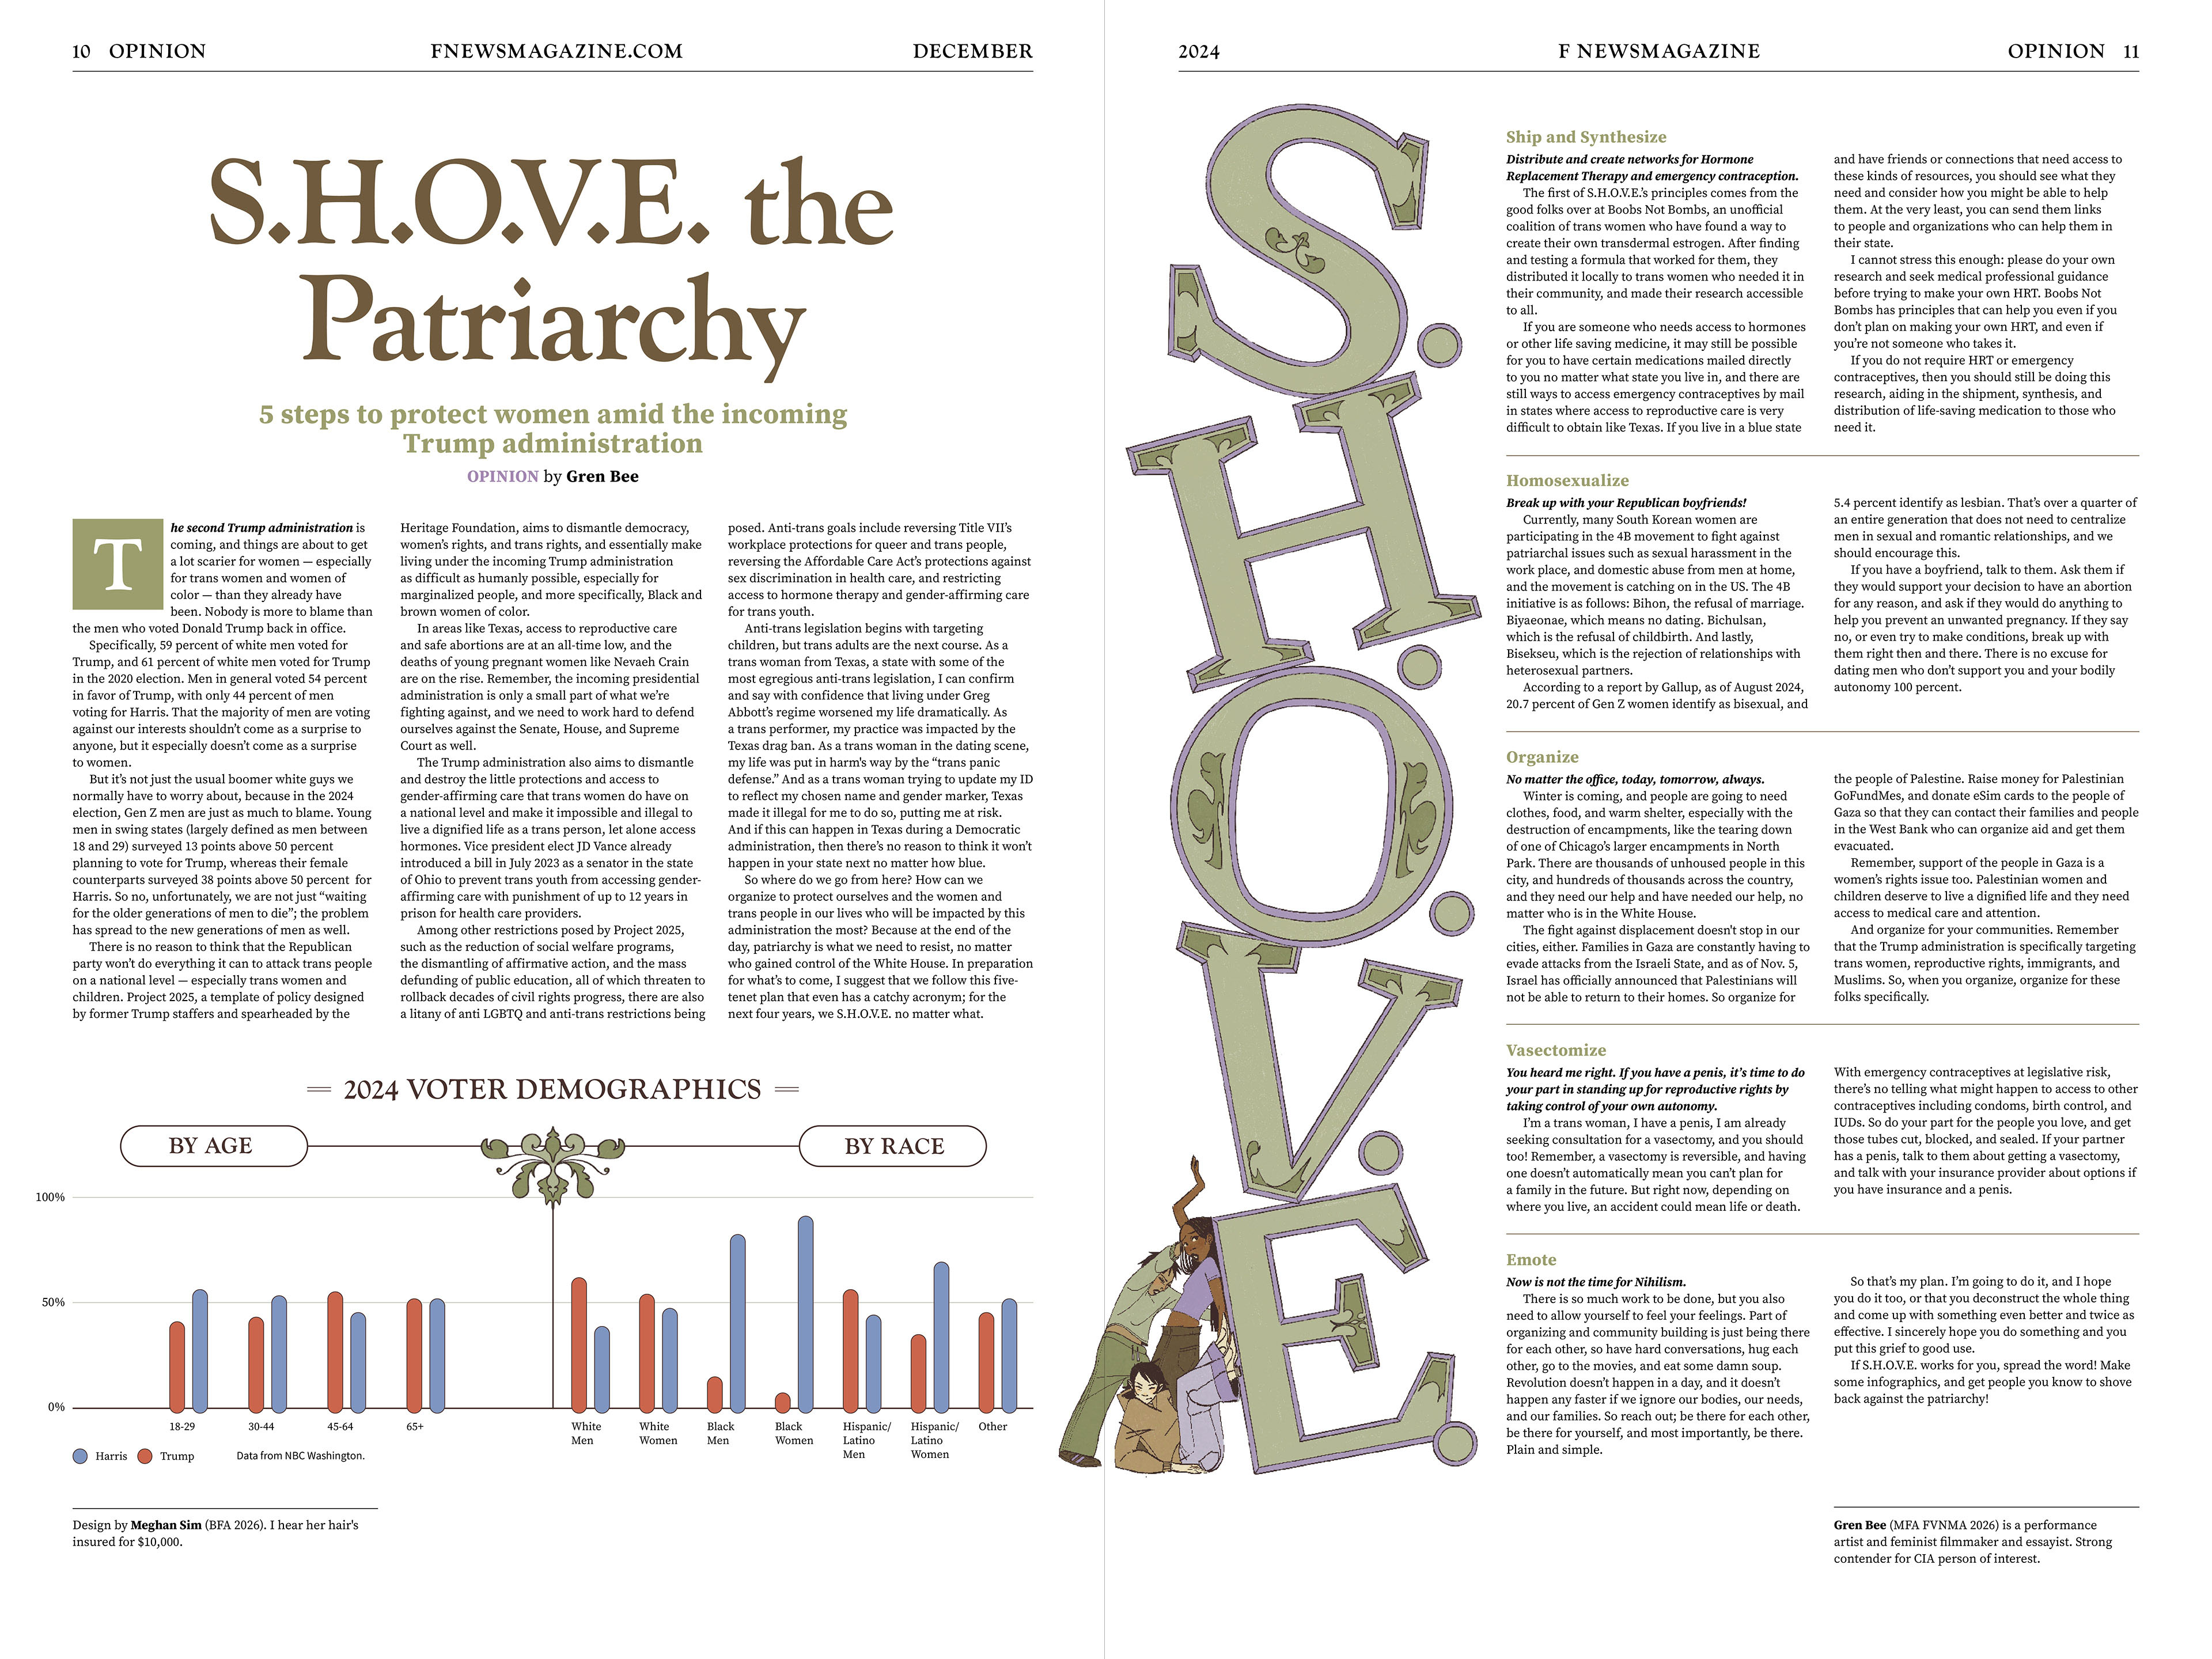 10 OPINION
FNEWSMAGAZINE.COM
DECEMBER
S.H.O.V.E. the
Patriarchy
5 steps to protect women amid the incoming
Trump administration
OPINION by Gren Bee
The second Trump administration is
coming, and things are about to get
a lot scarier for women — especially
for trans women and women of
color — than they already have
been. Nobody is more to blame than
the men who voted Donald Trump back in office.
Specifically, 59 percent of white men voted for
Trump, and 61 percent of white men voted for Trump
in the 2020 election. Men in general voted 54 percent
in favor of Trump, with only 44 percent of men
voting for Harris. That the majority of men are voting
against our interests shouldn’t come as a surprise to
anyone, but it especially doesn’t come as a surprise
to women.
But it’s not just the usual boomer white guys we
normally have to worry about, because in the 2024
election, Gen Z men are just as much to blame. Young
men in swing states (largely defined as men between
18 and 29) surveyed 13 points above 50 percent
planning to vote for Trump, whereas their female
counterparts surveyed 38 points above 50 percent for
Harris. So no, unfortunately, we are not just “waiting
for the older generations of men to die”; the problem
has spread to the new generations of men as well.
There is no reason to think that the Republican
party won’t do everything it can to attack trans people
on a national level — especially trans women and
children. Project 2025, a template of policy designed
by former Trump staffers and spearheaded by the
Heritage Foundation, aims to dismantle democracy,
women’s rights, and trans rights, and essentially make
living under the incoming Trump administration
as difficult as humanly possible, especially for
marginalized people, and more specifically, Black and
brown women of color.
In areas like Texas, access to reproductive care
and safe abortions are at an all-time low, and the
deaths of young pregnant women like Nevaeh Crain
are on the rise. Remember, the incoming presidential
administration is only a small part of what we’re
fighting against, and we need to work hard to defend
ourselves against the Senate, House, and Supreme
Court as well.
The Trump administration also aims to dismantle
and destroy the little protections and access to
gender-affirming care that trans women do have on
a national level and make it impossible and illegal to
live a dignified life as a trans person, let alone access
hormones. Vice president elect JD Vance already
introduced a bill in July 2023 as a senator in the state
of Ohio to prevent trans youth from accessing gender-
affirming care with punishment of up to 12 years in
prison for health care providers.
Among other restrictions posed by Project 2025,
such as the reduction of social welfare programs,
the dismantling of affirmative action, and the mass
defunding of public education, all of which threaten to
rollback decades of civil rights progress, there are also
a litany of anti LGBTQ and anti-trans restrictions being
posed. Anti-trans goals include reversing Title VII’s
workplace protections for queer and trans people,
reversing the Affordable Care Act’s protections against
sex discrimination in health care, and restricting
access to hormone therapy and gender-affirming care
for trans youth.
Anti-trans legislation begins with targeting
children, but trans adults are the next course. As a
trans woman from Texas, a state with some of the
most egregious anti-trans legislation, I can confirm
and say with confidence that living under Greg
Abbott’s regime worsened my life dramatically. As
a trans performer, my practice was impacted by the
Texas drag ban. As a trans woman in the dating scene,
my life was put in harm's way by the “trans panic
defense.” And as a trans woman trying to update my ID
to reflect my chosen name and gender marker, Texas
made it illegal for me to do so, putting me at risk.
And if this can happen in Texas during a Democratic
administration, then there’s no reason to think it won’t
happen in your state next no matter how blue.
So where do we go from here? How can we
organize to protect ourselves and the women and
trans people in our lives who will be impacted by this
administration the most? Because at the end of the
day, patriarchy is what we need to resist, no matter
who gained control of the White House. In preparation
for what’s to come, I suggest that we follow this five-
tenet plan that even has a catchy acronym; for the
next four years, we S.H.O.V.E. no matter what.
2024 VOTER DEMOGRAPHICS
BY AGE
BY RACE
100%
50%
0%
18-29
30-44
45-64
65+
White
Men
White
Women
Black
Men
Black
Women
Hispanic/
Latino
Men
Hispanic/
Latino
Women
Other
Harris
Trump
Data from NBC Washington.
Design by Meghan Sim (BFA 2026). I hear her hair's
insured for $10,000.
2024
F NEWSMAGAZINE
OPINION 11
S.
H.
O.
V.
E.
Ship and Synthesize
Distribute and create networks for Hormone
Replacement Therapy and emergency contraception.
The first of S.H.O.V.E.’s principles comes from the
good folks over at Boobs Not Bombs, an unofficial
coalition of trans women who have found a way to
create their own transdermal estrogen. After finding
and testing a formula that worked for them, they
distributed it locally to trans women who needed it in
their community, and made their research accessible
to all.
If you are someone who needs access to hormones
or other life saving medicine, it may still be possible
for you to have certain medications mailed directly
to you no matter what state you live in, and there are
still ways to access emergency contraceptives by mail
in states where access to reproductive care is very
difficult to obtain like Texas. If you live in a blue state
and have friends or connections that need access to
these kinds of resources, you should see what they
need and consider how you might be able to help
them. At the very least, you can send them links
to people and organizations who can help them in
their state.
I cannot stress this enough: please do your own
research and seek medical professional guidance
before trying to make your own HRT. Boobs Not
Bombs has principles that can help you even if you
don’t plan on making your own HRT, and even if
you’re not someone who takes it.
If you do not require HRT or emergency
contraceptives, then you should still be doing this
research, aiding in the shipment, synthesis, and
distribution of life-saving medication to those who
need it.
Homosexualize
Break up with your Republican boyfriends!
Currently, many South Korean women are
participating in the 4B movement to fight against
patriarchal issues such as sexual harassment in the
work place, and domestic abuse from men at home,
and the movement is catching on in the US. The 4B
initiative is as follows: Bihon, the refusal of marriage.
Biyaeonae, which means no dating. Bichulsan,
which is the refusal of childbirth. And lastly,
Bisekseu, which is the rejection of relationships with
heterosexual partners.
According to a report by Gallup, as of August 2024,
20.7 percent of Gen Z women identify as bisexual, and
5.4 percent identify as lesbian. That’s over a quarter of
an entire generation that does not need to centralize
men in sexual and romantic relationships, and we
should encourage this.
If you have a boyfriend, talk to them. Ask them if
they would support your decision to have an abortion
for any reason, and ask if they would do anything to
help you prevent an unwanted pregnancy. If they say
no, or even try to make conditions, break up with
them right then and there. There is no excuse for
dating men who don’t support you and your bodily
autonomy 100 percent.
Organize
No matter the office, today, tomorrow, always.
Winter is coming, and people are going to need
clothes, food, and warm shelter, especially with the
destruction of encampments, like the tearing down
of one of Chicago’s larger encampments in North
Park. There are thousands of unhoused people in this
city, and hundreds of thousands across the country,
and they need our help and have needed our help, no
matter who is in the White House.
The fight against displacement doesn't stop in our
cities, either. Families in Gaza are constantly having to
evade attacks from the Israeli State, and as of Nov. 5,
Israel has officially announced that Palestinians will
not be able to return to their homes. So organize for
the people of Palestine. Raise money for Palestinian
GoFundMes, and donate eSim cards to the people of
Gaza so that they can contact their families and people
in the West Bank who can organize aid and get them
evacuated.
Remember, support of the people in Gaza is a
women’s rights issue too. Palestinian women and
children deserve to live a dignified life and they need
access to medical care and attention.
And organize for your communities. Remember
that the Trump administration is specifically targeting
trans women, reproductive rights, immigrants, and
Muslims. So, when you organize, organize for these
folks specifically.
Vasectomize
You heard me right. If you have a penis, it’s time to do
your part in standing up for reproductive rights by
taking control of your own autonomy.
I’m a trans woman, I have a penis, I am already
seeking consultation for a vasectomy, and you should
too! Remember, a vasectomy is reversible, and having
one doesn’t automatically mean you can’t plan for
a family in the future. But right now, depending on
where you live, an accident could mean life or death.
With emergency contraceptives at legislative risk,
there’s no telling what might happen to access to other
contraceptives including condoms, birth control, and
IUDs. So do your part for the people you love, and get
those tubes cut, blocked, and sealed. If your partner
has a penis, talk to them about getting a vasectomy,
and talk with your insurance provider about options if
you have insurance and a penis.
Emote
Now is not the time for Nihilism.
There is so much work to be done, but you also
need to allow yourself to feel your feelings. Part of
organizing and community building is just being there
for each other, so have hard conversations, hug each
other, go to the movies, and eat some damn soup.
Revolution doesn’t happen in a day, and it doesn’t
happen any faster if we ignore our bodies, our needs,
and our families. So reach out; be there for each other,
be there for yourself, and most importantly, be there.
Plain and simple.
So that’s my plan. I’m going to do it, and I hope
you do it too, or that you deconstruct the whole thing
and come up with something even better and twice as
effective. I sincerely hope you do something and you
put this grief to good use.
If S.H.O.V.E. works for you, spread the word! Make
some infographics, and get people you know to shove
back against the patriarchy!
Gren Bee (MFA FVNMA 2026) is a performance
artist and feminist filmmaker and essayist. Strong
contender for CIA person of interest.